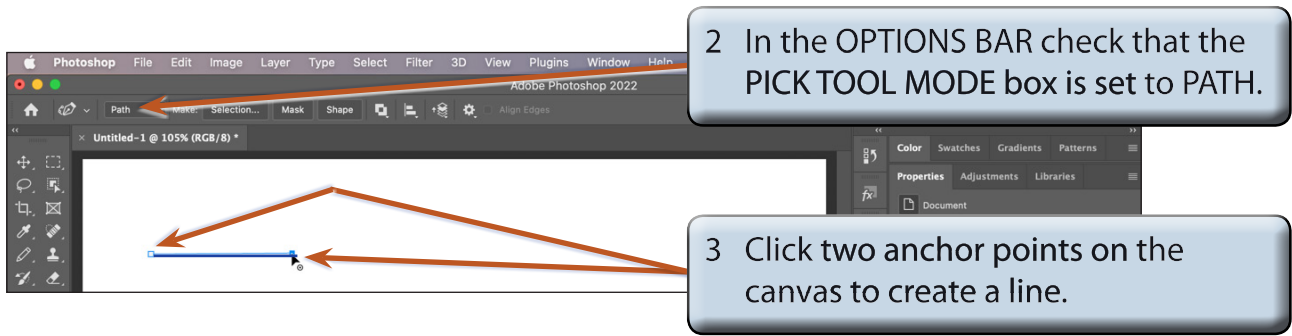 2 In the OPTIONS BAR check that the
PICK TOOL MODE box is set to PATH.
Photoshop File Edit Image Layer Type Select Filter 3D View Plugins Window Help
Adobe Photoshop 2022
Path Make: Selection... Mask Shape Align Edges
× Untitled-1 @ 105% (RGB/8) *
Color Swatches Gradients Patterns
Properties Adjustments Libraries
fx
Document
3 Click two anchor points on the
canvas to create a line.